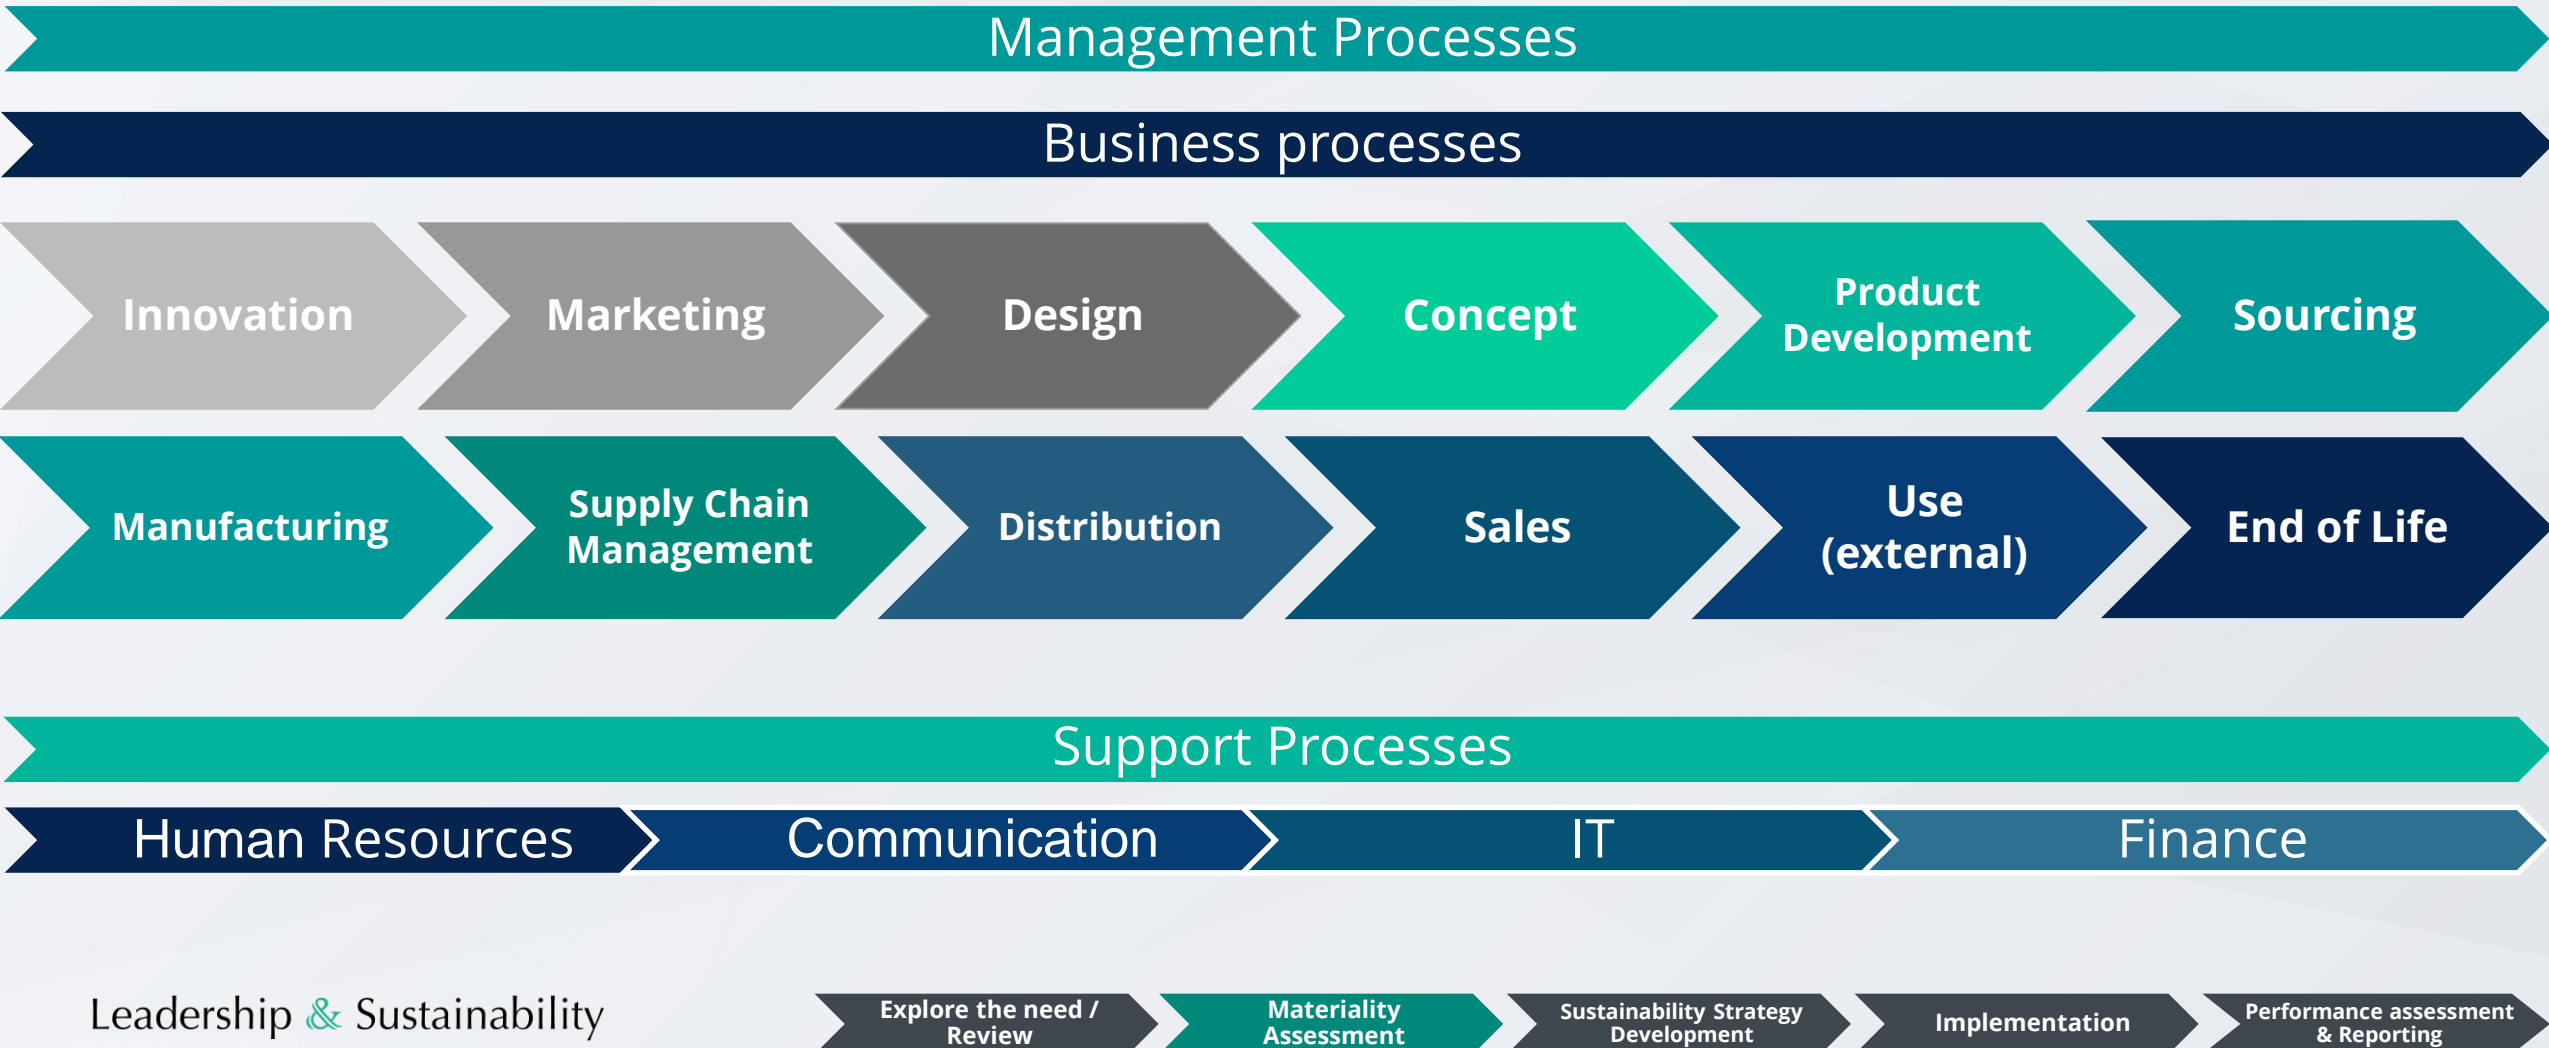 Management Processes
Business processes
Innovation
Marketing
Design
Concept
Product
Development
Sourcing
Manufacturing
Supply Chain
Management
Distribution
Sales
Use
(external)
End of Life
Support Processes
Human Resources
Communication
IT
Finance
Leadership & Sustainability
Explore the need /
Review
Materiality
Assessment
Sustainability Strategy
Development
Implementation
Performance assessment
& Reporting